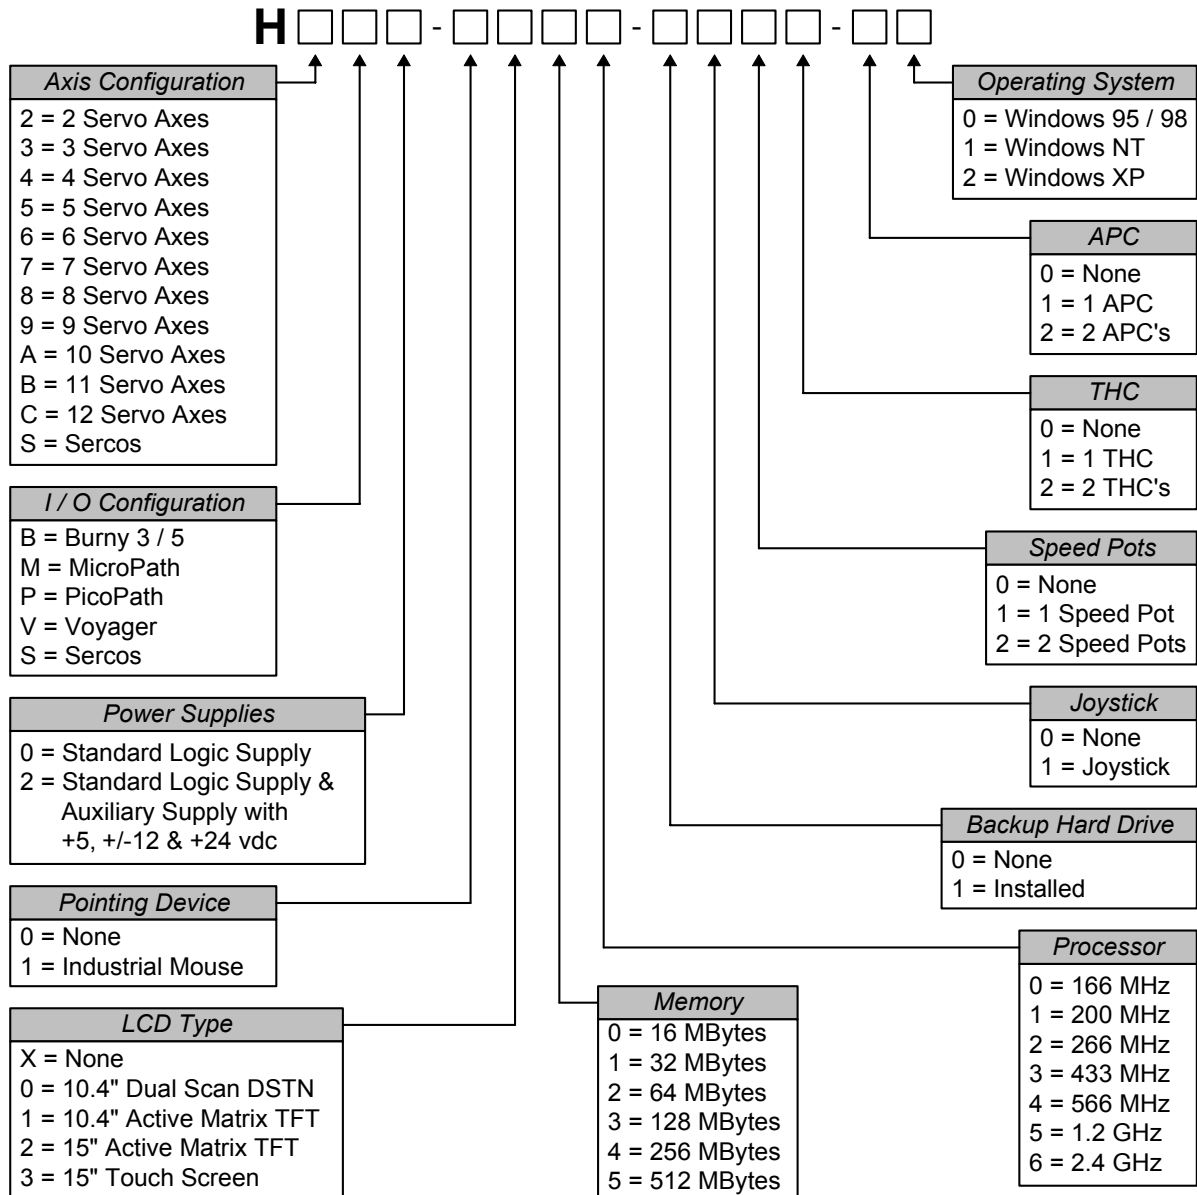 H - - -
Axis Configuration
2 = 2 Servo Axes
3 = 3 Servo Axes
4 = 4 Servo Axes
5 = 5 Servo Axes
6 = 6 Servo Axes
7 = 7 Servo Axes
8 = 8 Servo Axes
9 = 9 Servo Axes
A = 10 Servo Axes
B = 11 Servo Axes
C = 12 Servo Axes
S = Sercos
I / O Configuration
B = Burny 3 / 5
M = MicroPath
P = PicoPath
V = Voyager
S = Sercos
Power Supplies
0 = Standard Logic Supply
2 = Standard Logic Supply &
Auxiliary Supply with
+5, +/-12 & +24 vdc
Pointing Device
0 = None
1 = Industrial Mouse
LCD Type
X = None
0 = 10.4" Dual Scan DSTN
1 = 10.4" Active Matrix TFT
2 = 15" Active Matrix TFT
3 = 15" Touch Screen
Memory
0 = 16 MBytes
1 = 32 MBytes
2 = 64 MBytes
3 = 128 MBytes
4 = 256 MBytes
5 = 512 MBytes
Operating System
0 = Windows 95 / 98
1 = Windows NT
2 = Windows XP
APC
0 = None
1 = 1 APC
2 = 2 APC's
THC
0 = None
1 = 1 THC
2 = 2 THC's
Speed Pots
0 = None
1 = 1 Speed Pot
2 = 2 Speed Pots
Joystick
0 = None
1 = Joystick
Backup Hard Drive
0 = None
1 = Installed
Processor
0 = 166 MHz
1 = 200 MHz
2 = 266 MHz
3 = 433 MHz
4 = 566 MHz
5 = 1.2 GHz
6 = 2.4 GHz